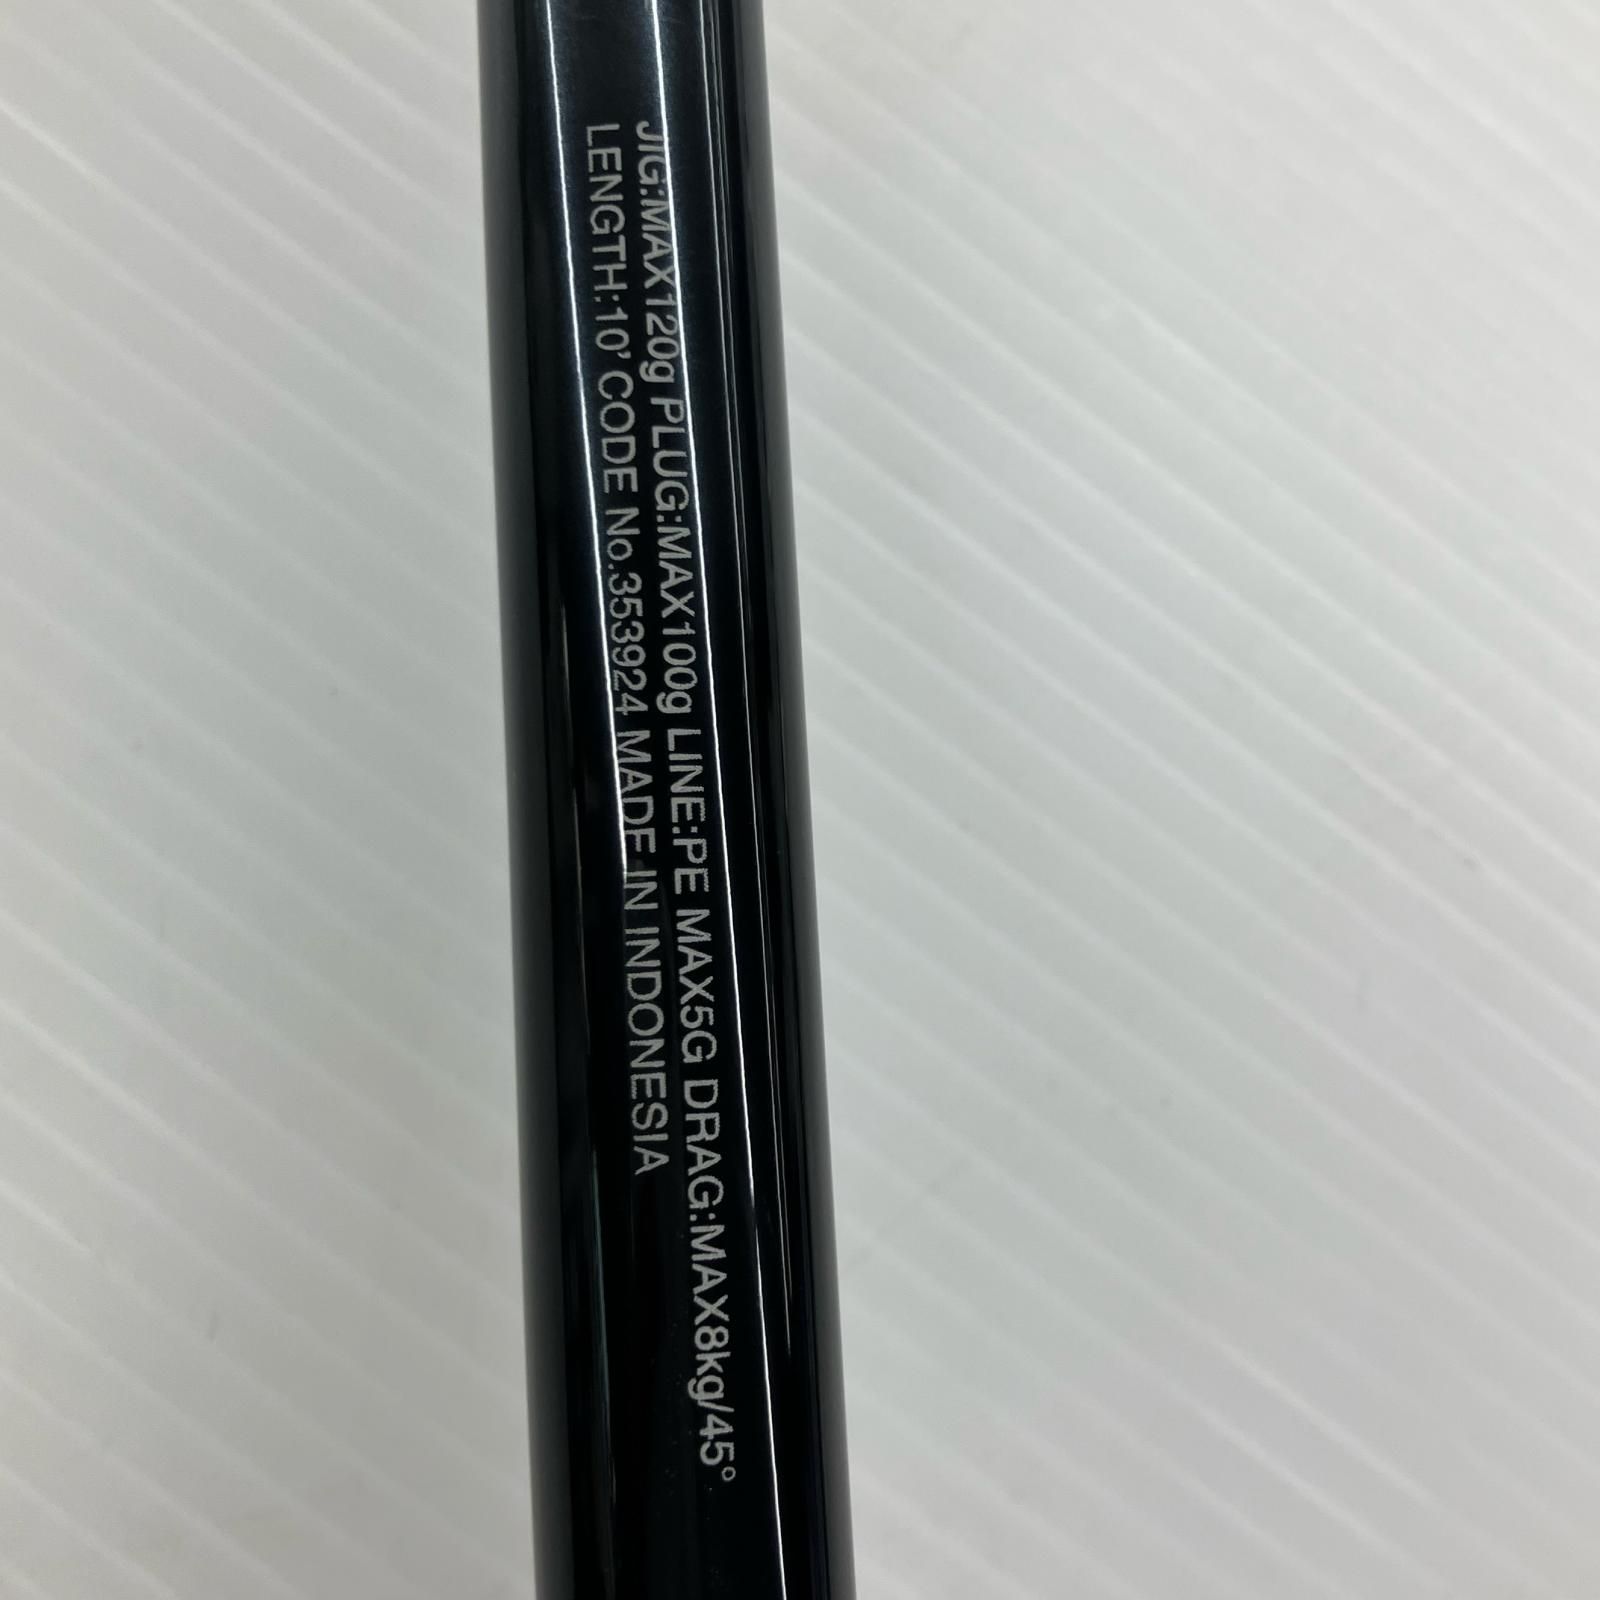 JIG:MAX120g PLUG:MAX100g LINE:PE MAX5G DRAG:MAX8kg/45°
LENGTH:10' CODE No.353924 MADE IN INDONESIA